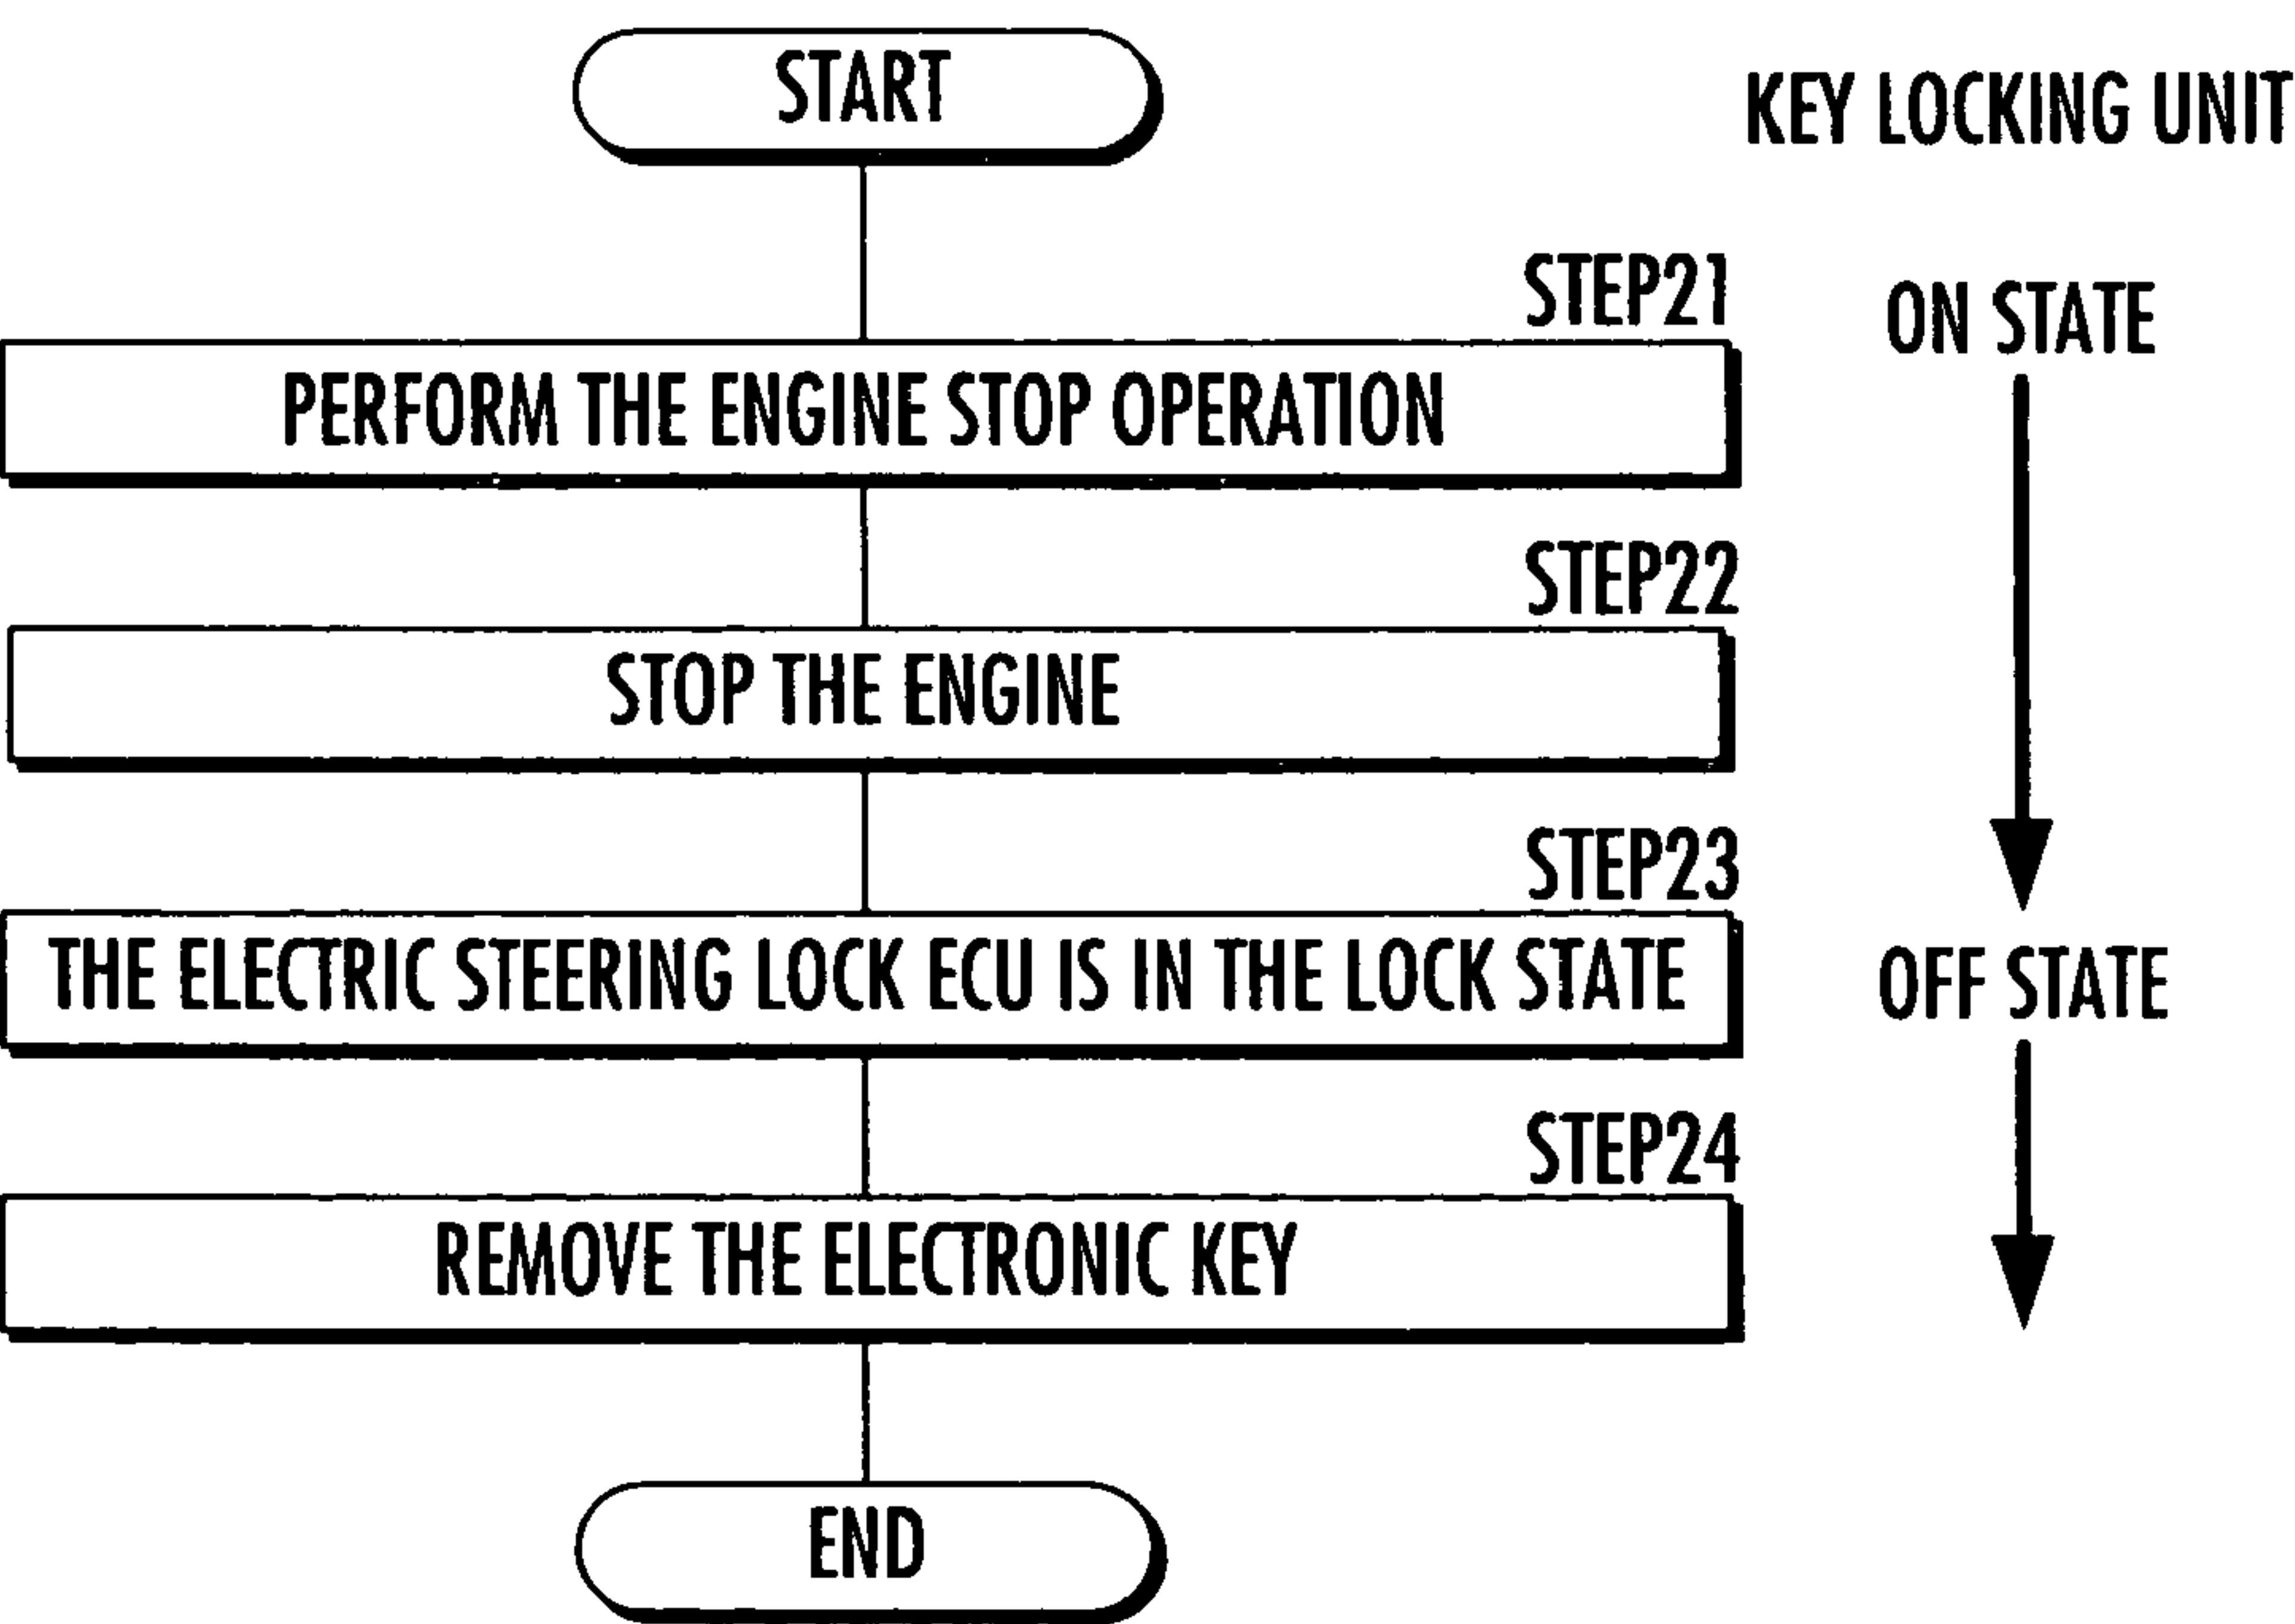 START
KEY LOCKING UNIT
STEP21
ON STATE
PERFORM THE ENGINE STOP OPERATION
STEP22
STOP THE ENGINE
STEP23
THE ELECTRIC STEERING LOCK ECU IS IN THE LOCK STATE
OFF STATE
STEP24
REMOVE THE ELECTRONIC KEY
END